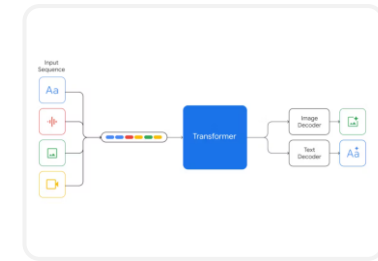 Input
Sequence
Aa
Transformer
Image
Decoder
Text
Decoder
Aa